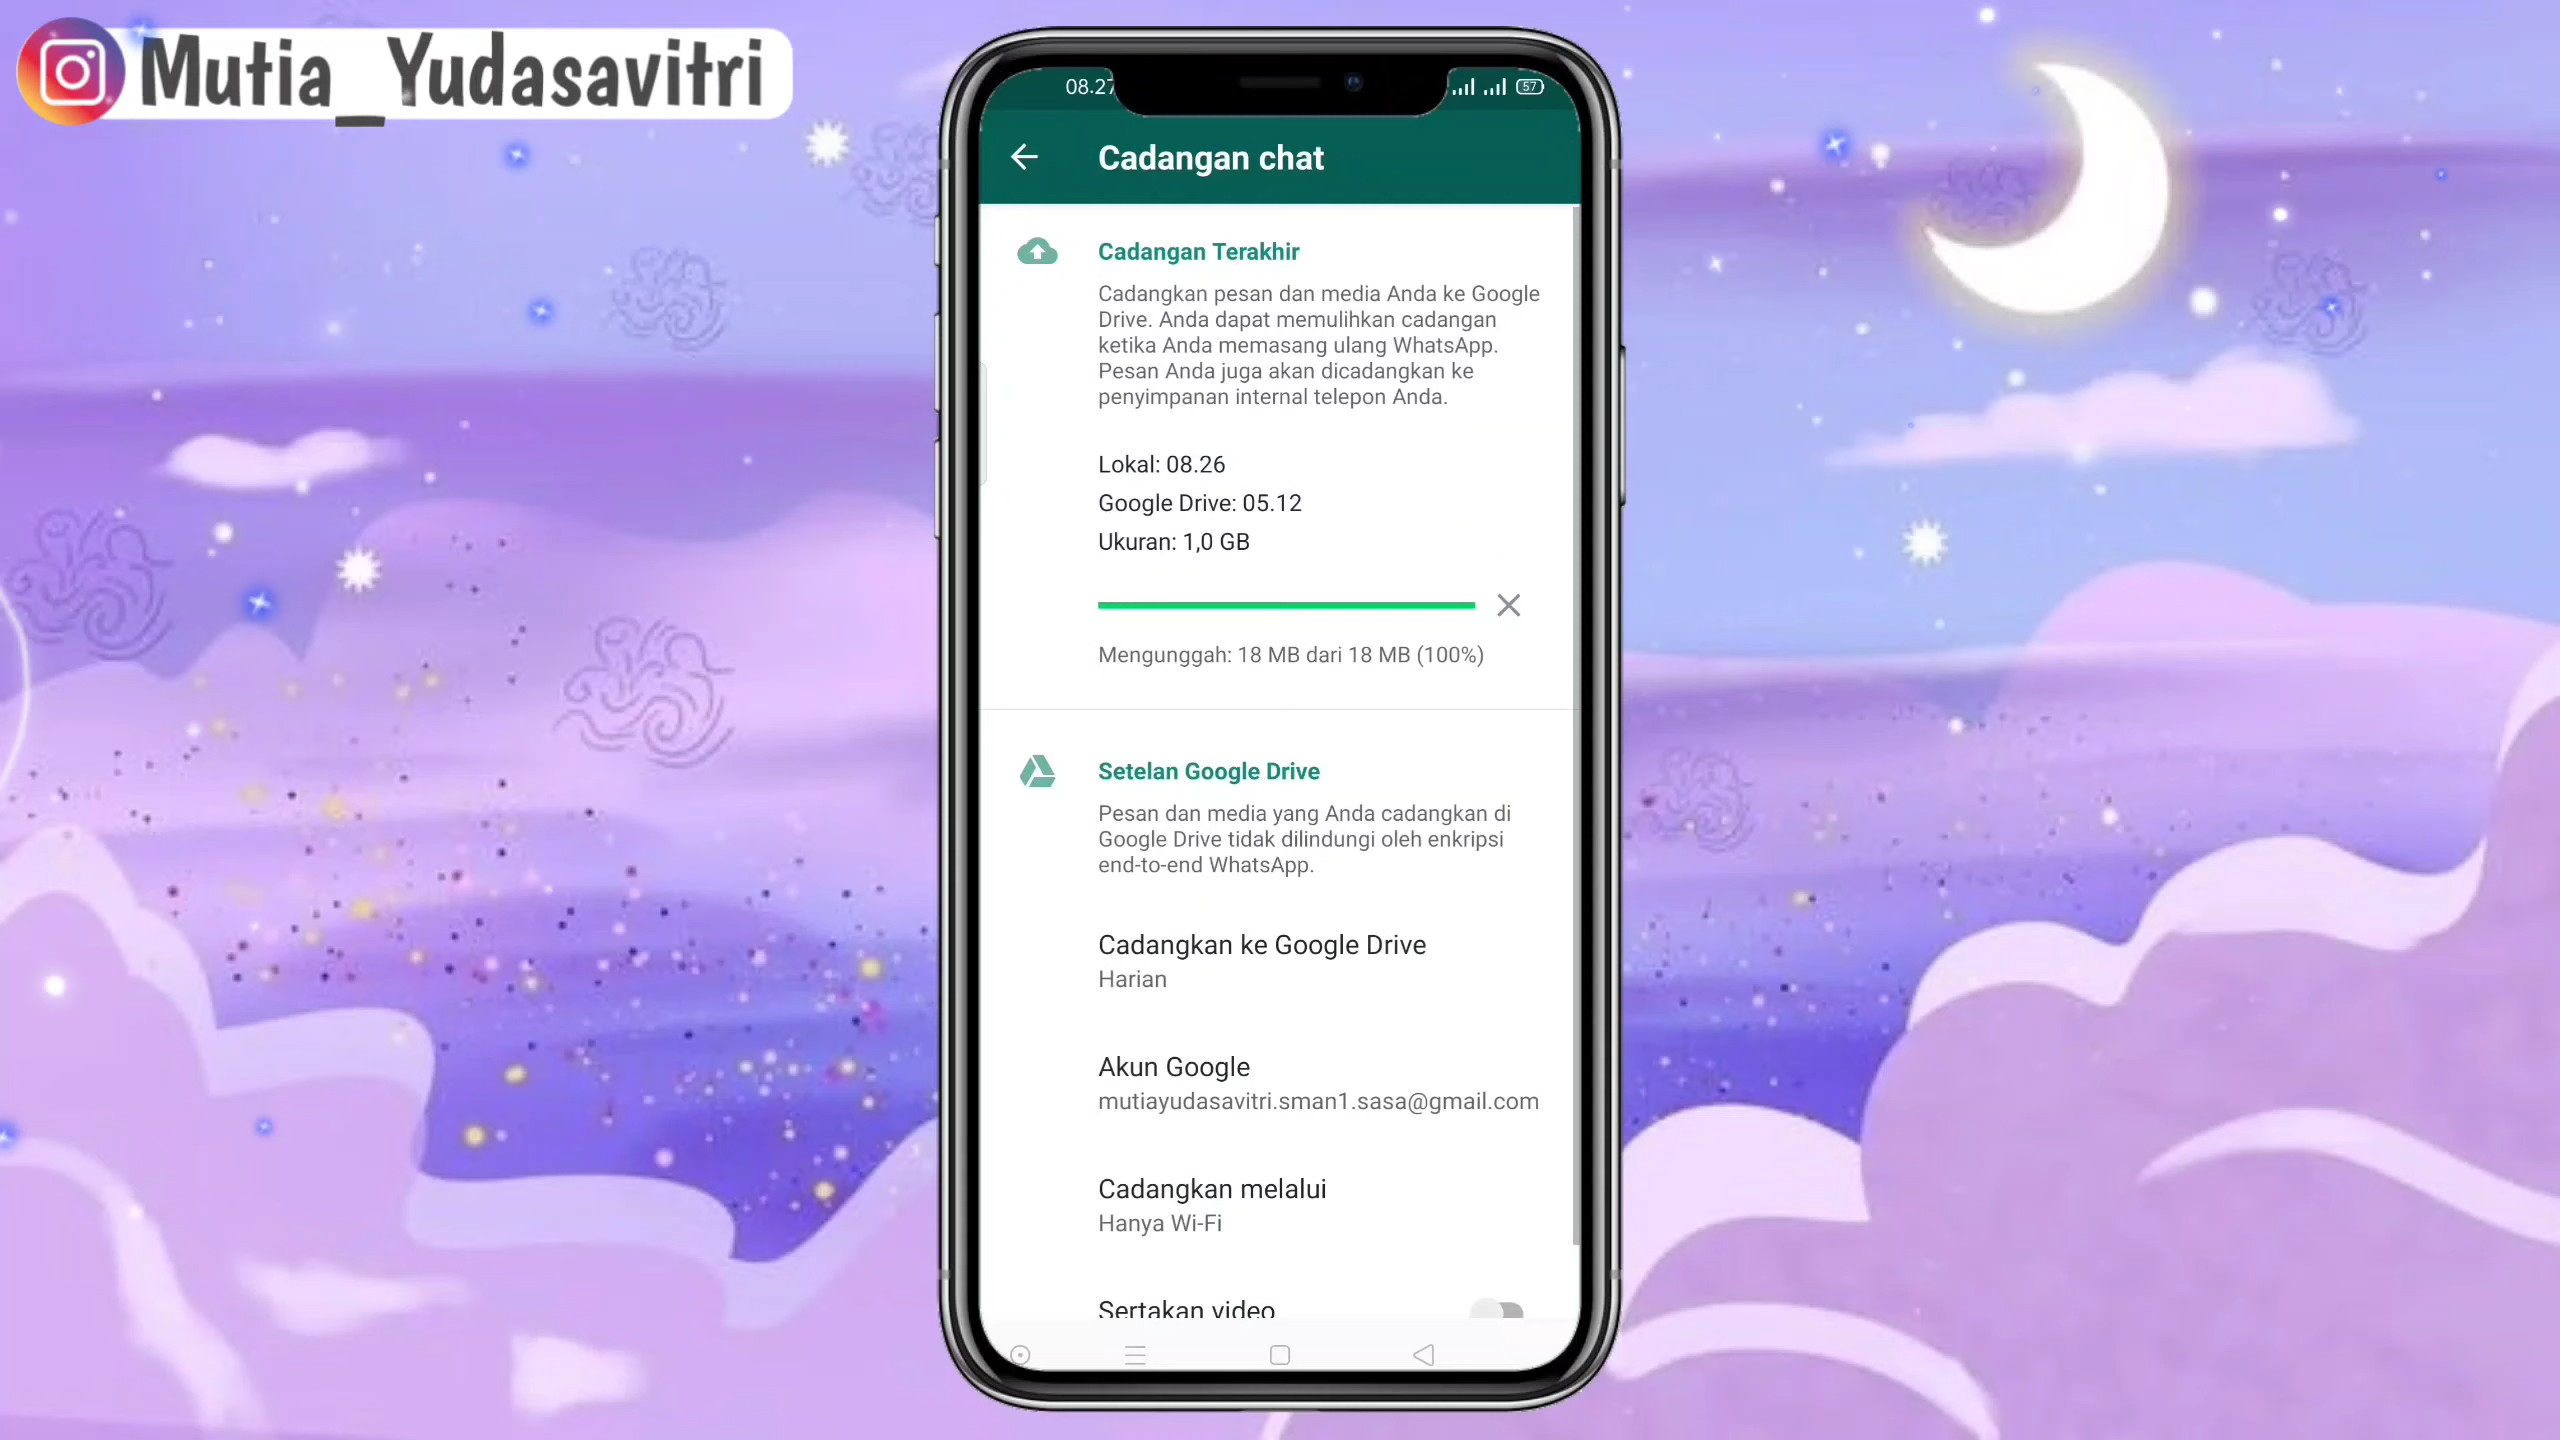 Mutia_Yudasavitri
08.27
57
Cadangan chat
Cadangan Terakhir
Cadangkan pesan dan media Anda ke Google
Drive. Anda dapat memulihkan cadangan
ketika Anda memasang ulang WhatsApp.
Pesan Anda juga akan dicadangkan ke
penyimpanan internal telepon Anda.
Lokal: 08.26
Google Drive: 05.12
Ukuran: 1,0 GB
Mengunggah: 18 MB dari 18 MB (100%)
Setelan Google Drive
Pesan dan media yang Anda cadangkan di
Google Drive tidak dilindungi oleh enkripsi
end-to-end WhatsApp.
Cadangkan ke Google Drive
Harian
Akun Google
mutiayudasavitri.sman1.sasa@gmail.com
Cadangkan melalui
Hanya Wi-Fi
Sertakan video